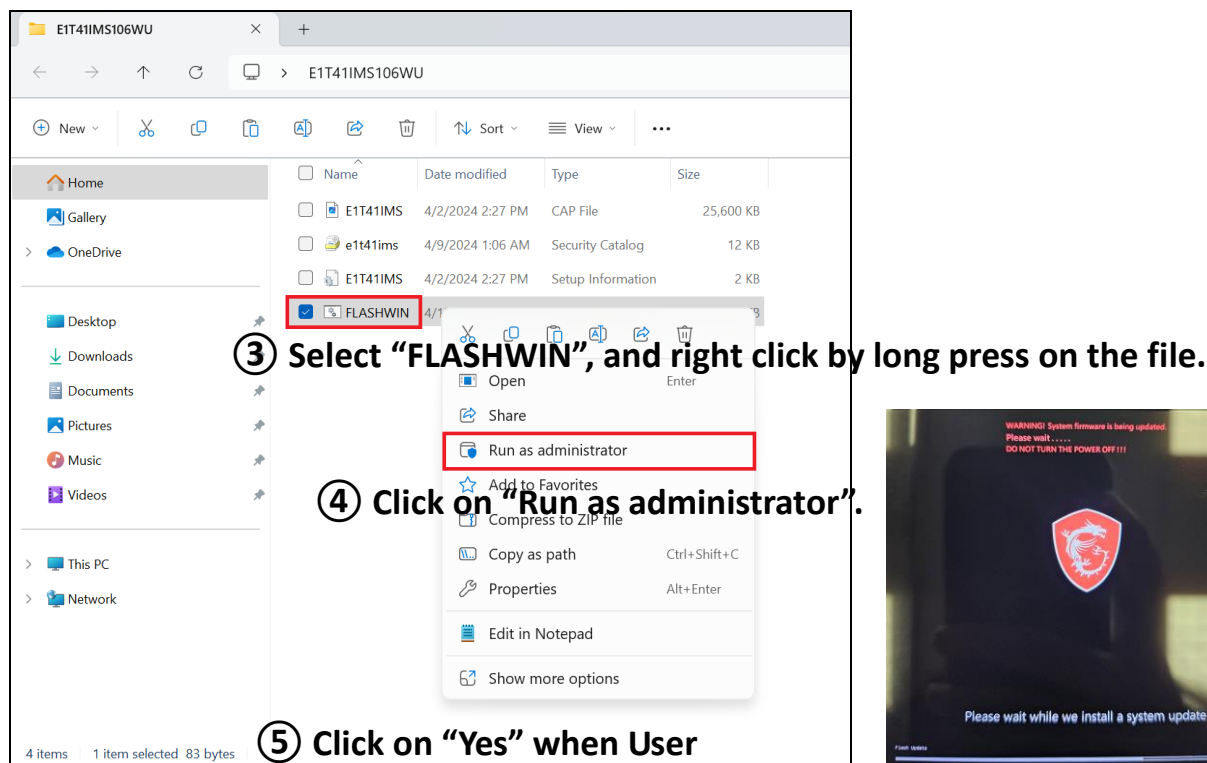 E1T41IMS106WU
E1T41IMS106WU
New
Sort
View
Home
Gallery
OneDrive
Desktop
Downloads
Documents
Pictures
Music
Videos
This PC
Network
Name Date modified Type Size
E1T41IMS 4/2/2024 2:27 PM CAP File 25,600 KB
e1t41ims 4/9/2024 1:06 AM Security Catalog 12 KB
E1T41IMS 4/2/2024 2:27 PM Setup Information 2 KB
FLASHWIN
③ Select “FLASHWIN”, and right click by long press on the file.
Open Enter
Share
Run as administrator
Add to Favorites
④ Click on “Run as administrator”.
Compress to ZIP file
Copy as path Ctrl+Shift+C
Properties Alt+Enter
Edit in Notepad
Show more options
⑤ Click on “Yes” when User
4 items 1 item selected 83 bytes
WARNING! System firmware is being updated.
Please wait.....
DO NOT TURN THE POWER OFF !!!
Please wait while we install a system update
Flash Update